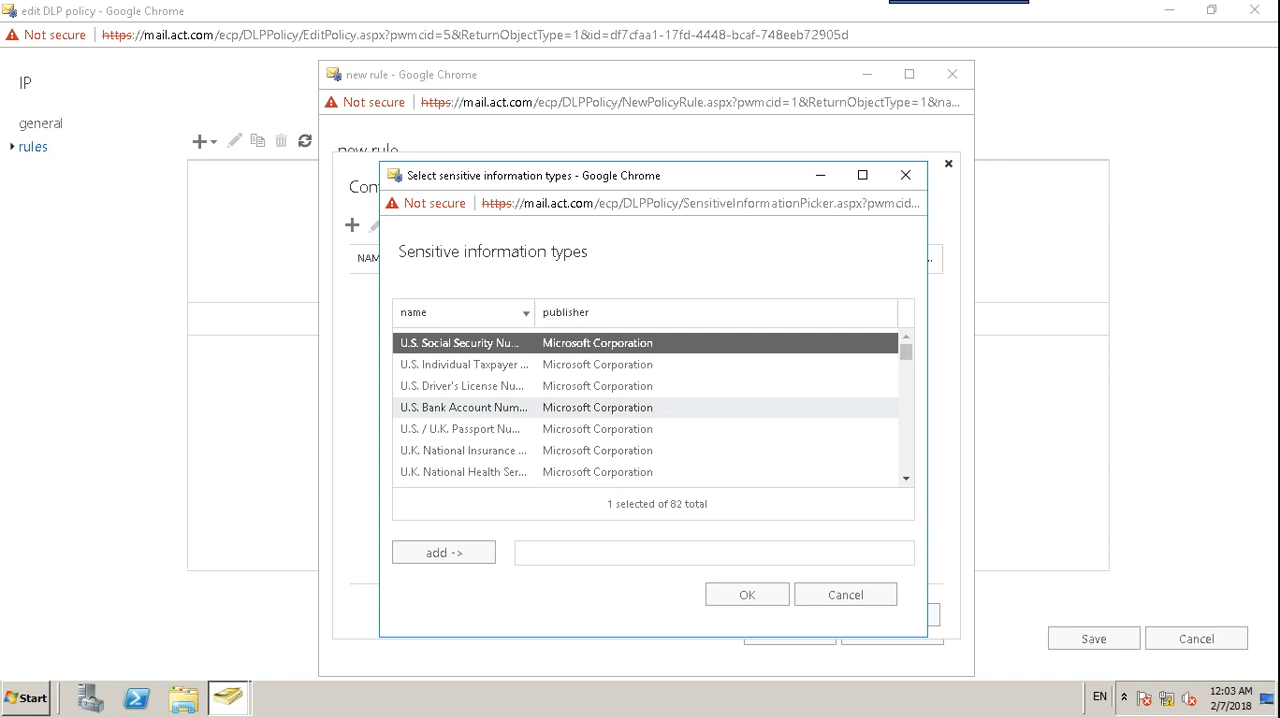 edit DLP policy - Google Chrome
Not secure https://mail.act.com/ecp/DLPPolicy/EditPolicy.aspx?pwmcid=5&ReturnObjectType=1&id=df7cfaa1-17fd-4448-bcaf-748eeb72905d
IP
general
rules
new rule - Google Chrome
Not secure https://mail.act.com/ecp/DLPPolicy/NewPolicyRule.aspx?pwmcid=1&ReturnObjectType=1&na...
new rule
Con
NAM
Select sensitive information types - Google Chrome
Not secure https://mail.act.com/ecp/DLPPolicy/SensitiveInformationPicker.aspx?pwmcid...
Sensitive information types
name publisher
U.S. Social Security Nu... Microsoft Corporation
U.S. Individual Taxpayer ... Microsoft Corporation
U.S. Driver's License Nu... Microsoft Corporation
U.S. Bank Account Num... Microsoft Corporation
U.S. / U.K. Passport Nu... Microsoft Corporation
U.K. National Insurance ... Microsoft Corporation
U.K. National Health Ser... Microsoft Corporation
1 selected of 82 total
add ->
OK Cancel
Save Cancel
Start
EN
12:03 AM
2/7/2018